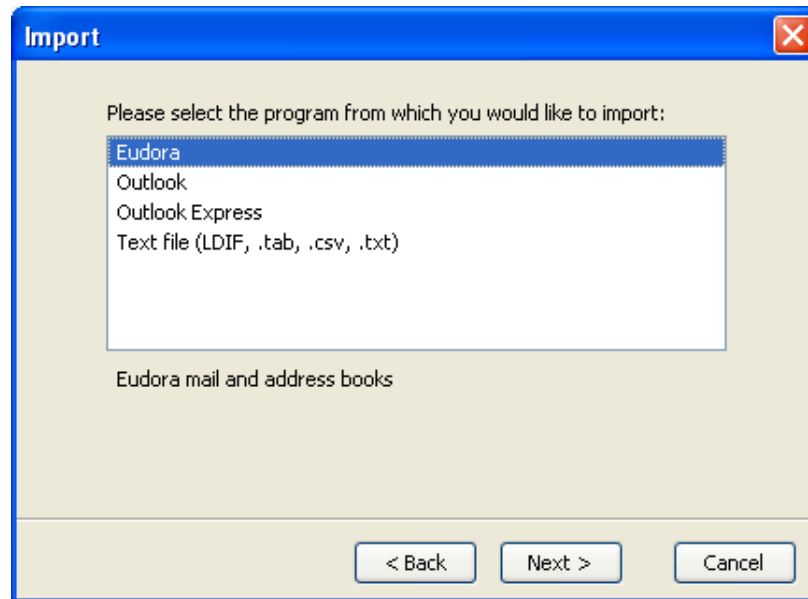 Import
Please select the program from which you would like to import:
Eudora
Outlook
Outlook Express
Text file (LDIF, .tab, .csv, .txt)
Eudora mail and address books
< Back Next > Cancel